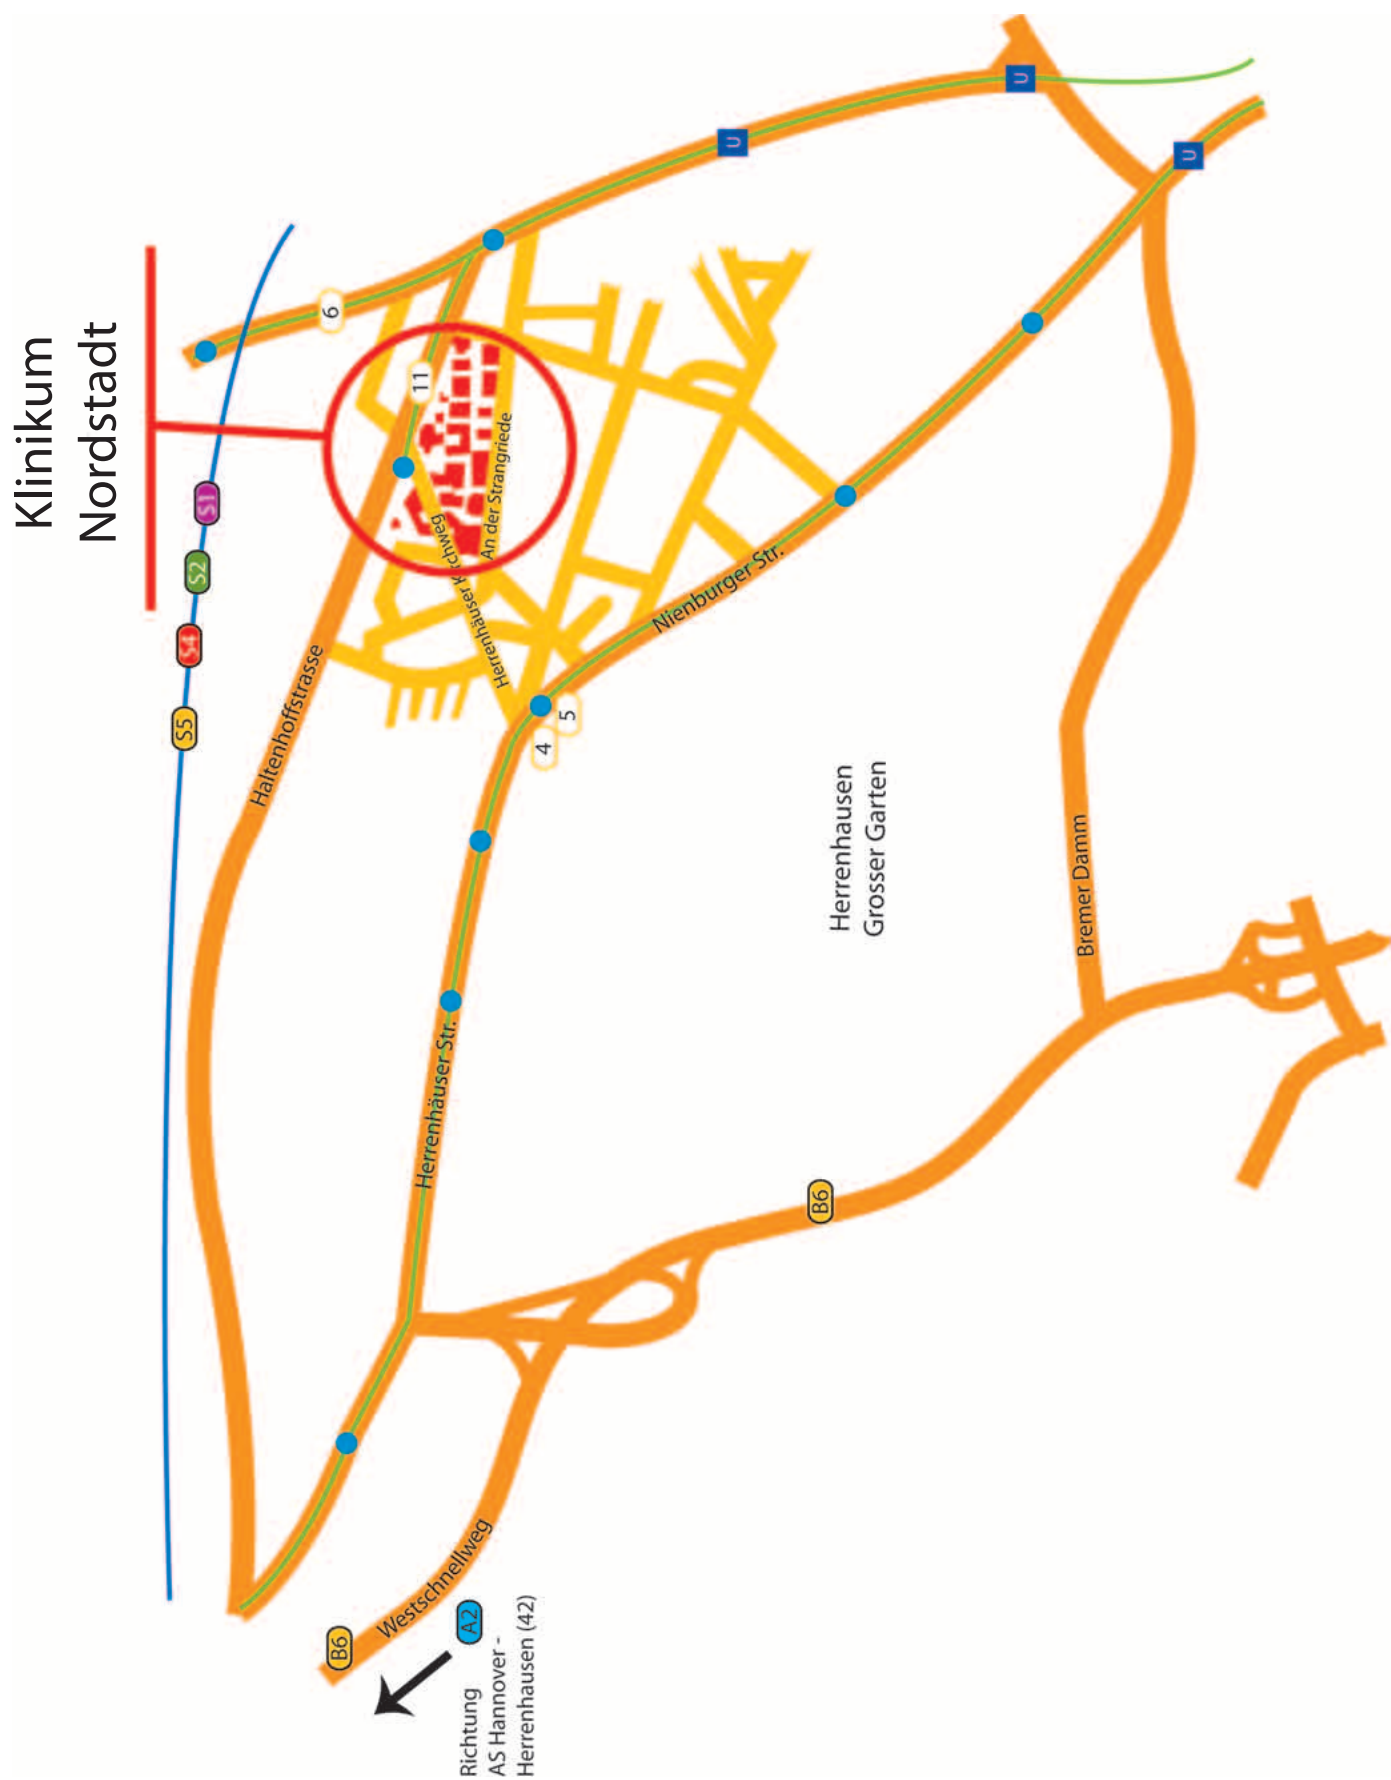 Klinikum
Nordstadt
S5
S4
S2
S1
6
11
Haltenhoffstrasse
Herrenhäuser Kirchweg
An der Strangriede
Nienburger Str.
4
5
Herrenhäuser Str.
Herrenhausen
Grosser Garten
Bremer Damm
U
U
U
B6
B6
Westschnellweg
A2
Richtung
AS Hannover -
Herrenhausen (42)